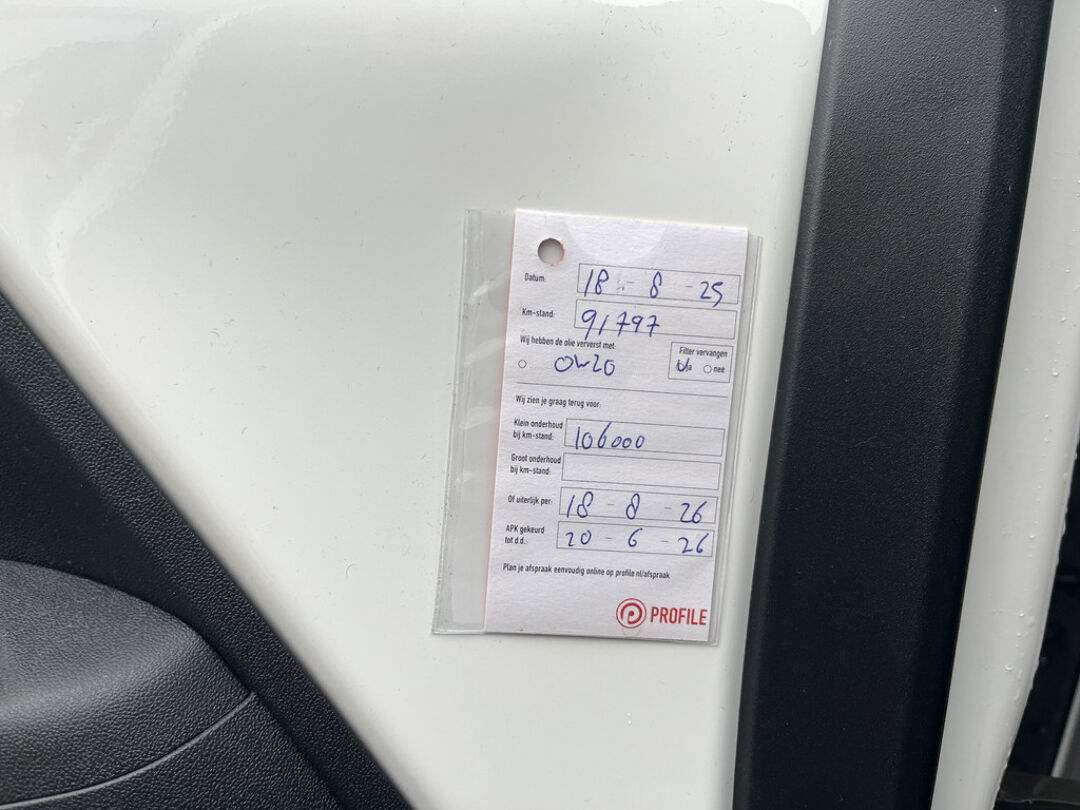 Datum: 18 - 8 - 25
Km-stand: 91797
Wij hebben de olie ververst met:
Filter vervangen
ja nee
0W20
Wij zien je graag terug voor:
Klein onderhoud
bij km-stand: 106000
Groot onderhoud
bij km-stand:
Of uiterlijk per: 18 - 8 - 26
APK gekeurd
tot d.d.: 20 - 6 - 26
Plan je afspraak eenvoudig online op profile.nl/afspraak
PROFILE